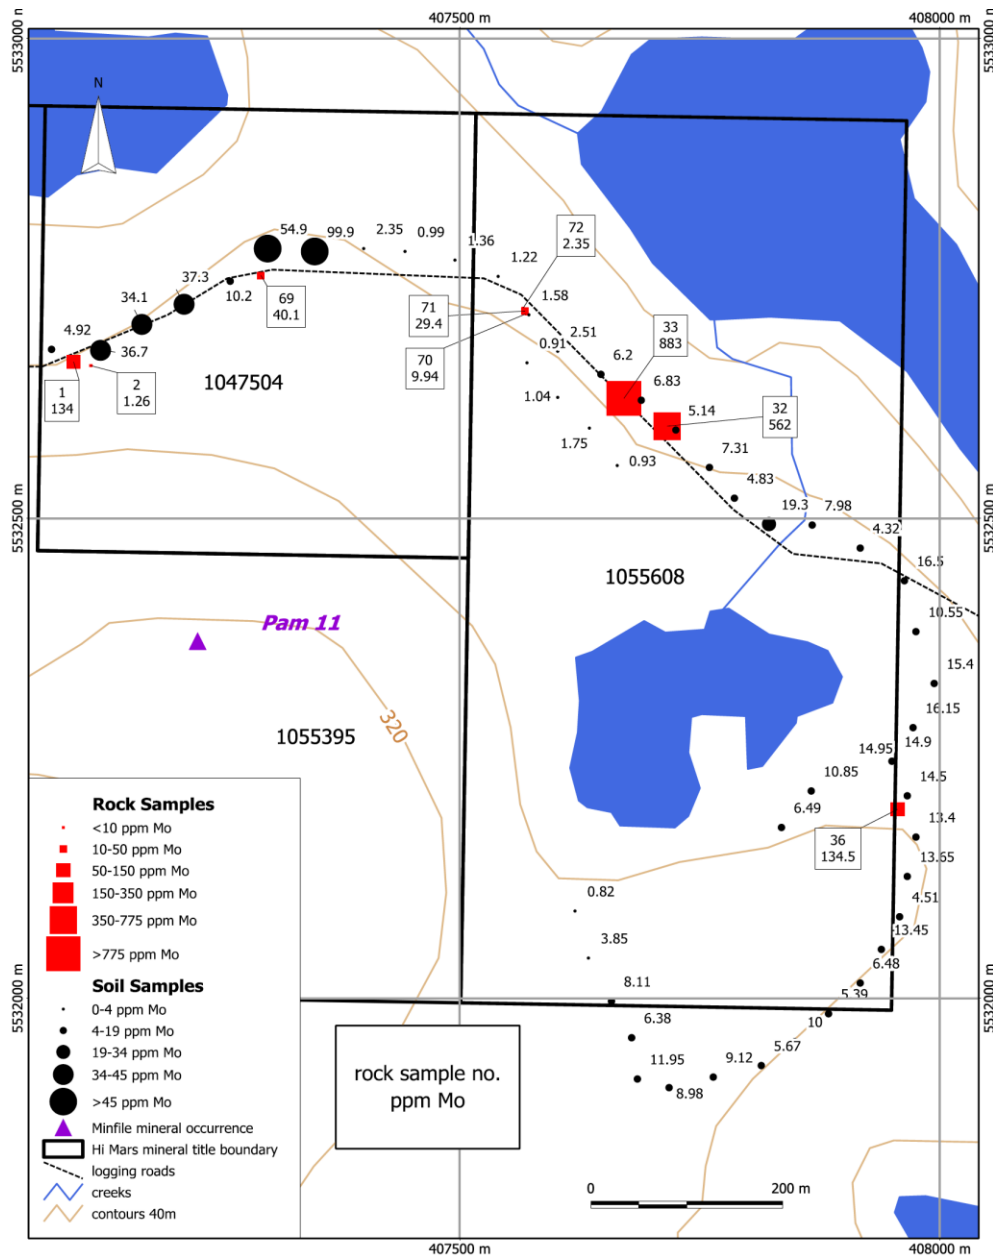 407500 m
408000 m
5533000 n
N
54.9
99.9
2.35
0.99
1.36
72
2.35
1.22
37.3
10.2
69
40.1
71
29.4
1.58
34.1
4.92
36.7
70
9.94
0.91
2.51
33
883
6.2
6.83
1
134
2
1.26
1047504
1.04
5.14
32
562
1.75
0.93
7.31
4.83
5532500 m
5532500 m
19.3
7.98
4.32
16.5
1055608
Pam 11
10.55
15.4
320
1055395
16.15
14.9
14.95
10.85
14.5
6.49
13.4
36
134.5
13.65
4.51
0.82
13.45
3.85
6.48
8.11
5.39
5532000 m
5532000 m
10
6.38
5.67
9.12
11.95
8.98
Rock Samples
<10 ppm Mo
10-50 ppm Mo
50-150 ppm Mo
150-350 ppm Mo
350-775 ppm Mo
>775 ppm Mo
Soil Samples
0-4 ppm Mo
4-19 ppm Mo
19-34 ppm Mo
34-45 ppm Mo
>45 ppm Mo
Minfile mineral occurrence
Hi Mars mineral title boundary
logging roads
creeks
contours 40m
rock sample no.
ppm Mo
0
200 m
407500 m
408000 m
5533000 n